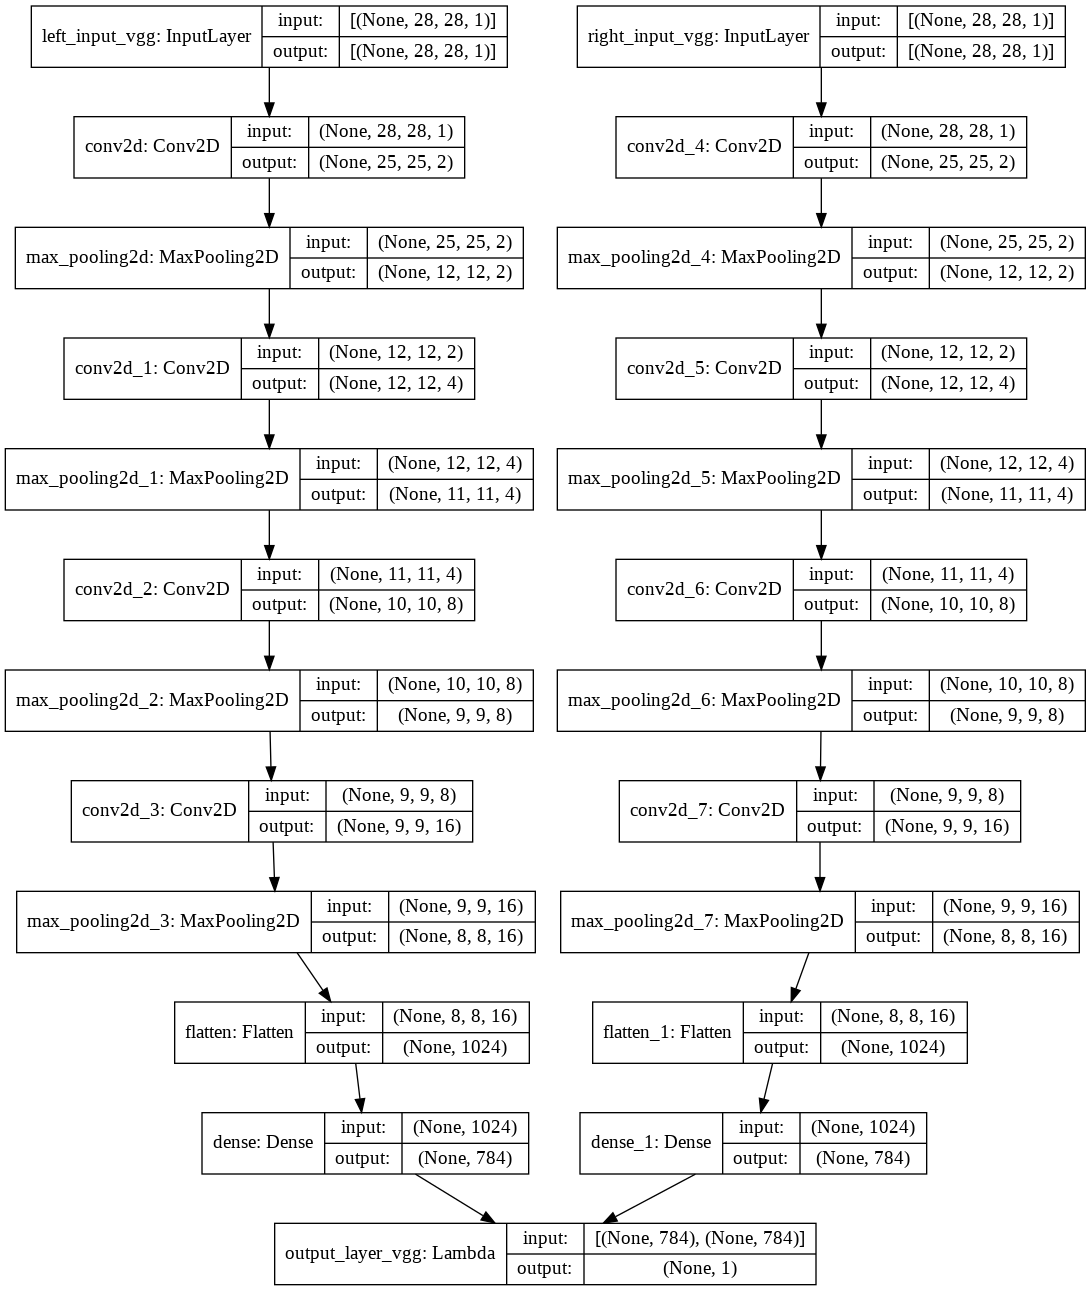 left_input_vgg: InputLayer
input: [(None, 28, 28, 1)]
output: [(None, 28, 28, 1)]
right_input_vgg: InputLayer
input: [(None, 28, 28, 1)]
output: [(None, 28, 28, 1)]
conv2d: Conv2D
input: (None, 28, 28, 1)
output: (None, 25, 25, 2)
conv2d_4: Conv2D
input: (None, 28, 28, 1)
output: (None, 25, 25, 2)
max_pooling2d: MaxPooling2D
input: (None, 25, 25, 2)
output: (None, 12, 12, 2)
max_pooling2d_4: MaxPooling2D
input: (None, 25, 25, 2)
output: (None, 12, 12, 2)
conv2d_1: Conv2D
input: (None, 12, 12, 2)
output: (None, 12, 12, 4)
conv2d_5: Conv2D
input: (None, 12, 12, 2)
output: (None, 12, 12, 4)
max_pooling2d_1: MaxPooling2D
input: (None, 12, 12, 4)
output: (None, 11, 11, 4)
max_pooling2d_5: MaxPooling2D
input: (None, 12, 12, 4)
output: (None, 11, 11, 4)
conv2d_2: Conv2D
input: (None, 11, 11, 4)
output: (None, 10, 10, 8)
conv2d_6: Conv2D
input: (None, 11, 11, 4)
output: (None, 10, 10, 8)
max_pooling2d_2: MaxPooling2D
input: (None, 10, 10, 8)
output: (None, 9, 9, 8)
max_pooling2d_6: MaxPooling2D
input: (None, 10, 10, 8)
output: (None, 9, 9, 8)
conv2d_3: Conv2D
input: (None, 9, 9, 8)
output: (None, 9, 9, 16)
conv2d_7: Conv2D
input: (None, 9, 9, 8)
output: (None, 9, 9, 16)
max_pooling2d_3: MaxPooling2D
input: (None, 9, 9, 16)
output: (None, 8, 8, 16)
max_pooling2d_7: MaxPooling2D
input: (None, 9, 9, 16)
output: (None, 8, 8, 16)
flatten: Flatten
input: (None, 8, 8, 16)
output: (None, 1024)
flatten_1: Flatten
input: (None, 8, 8, 16)
output: (None, 1024)
dense: Dense
input: (None, 1024)
output: (None, 784)
dense_1: Dense
input: (None, 1024)
output: (None, 784)
output_layer_vgg: Lambda
input: [(None, 784), (None, 784)]
output: (None, 1)